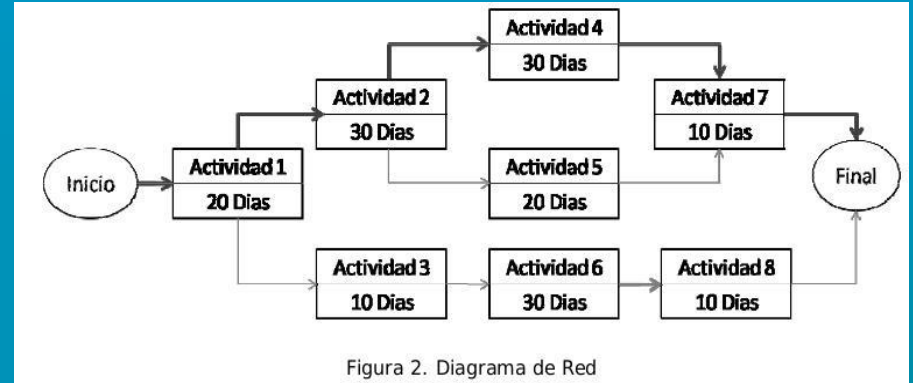 Actividad 4
30 Dias
Actividad 2
30 Dias
Actividad 7
10 Dias
Inicio
Actividad 1
20 Dias
Actividad 5
20 Dias
Final
Actividad 3
10 Dias
Actividad 6
30 Dias
Actividad 8
10 Dias
Figura 2. Diagrama de Red